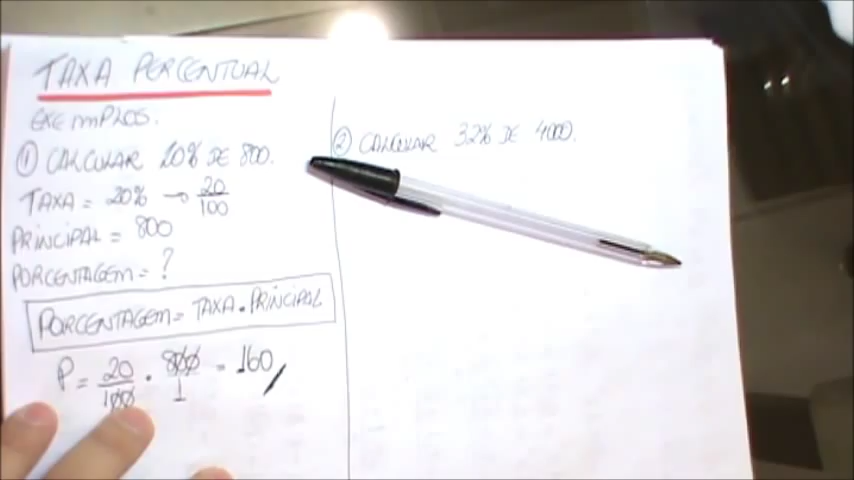 TAXA PERCENTUAL
EXEMPLOS.
① CALCULAR 20% DE 800.
TAXA = 20% → 20/100
PRINCIPAL = 800
PORCENTAGEM = ?
PORCENTAGEM = TAXA . PRINCIPAL
P = 20/100 . 800/1 = 160
② CALCULAR 32% DE 4000.